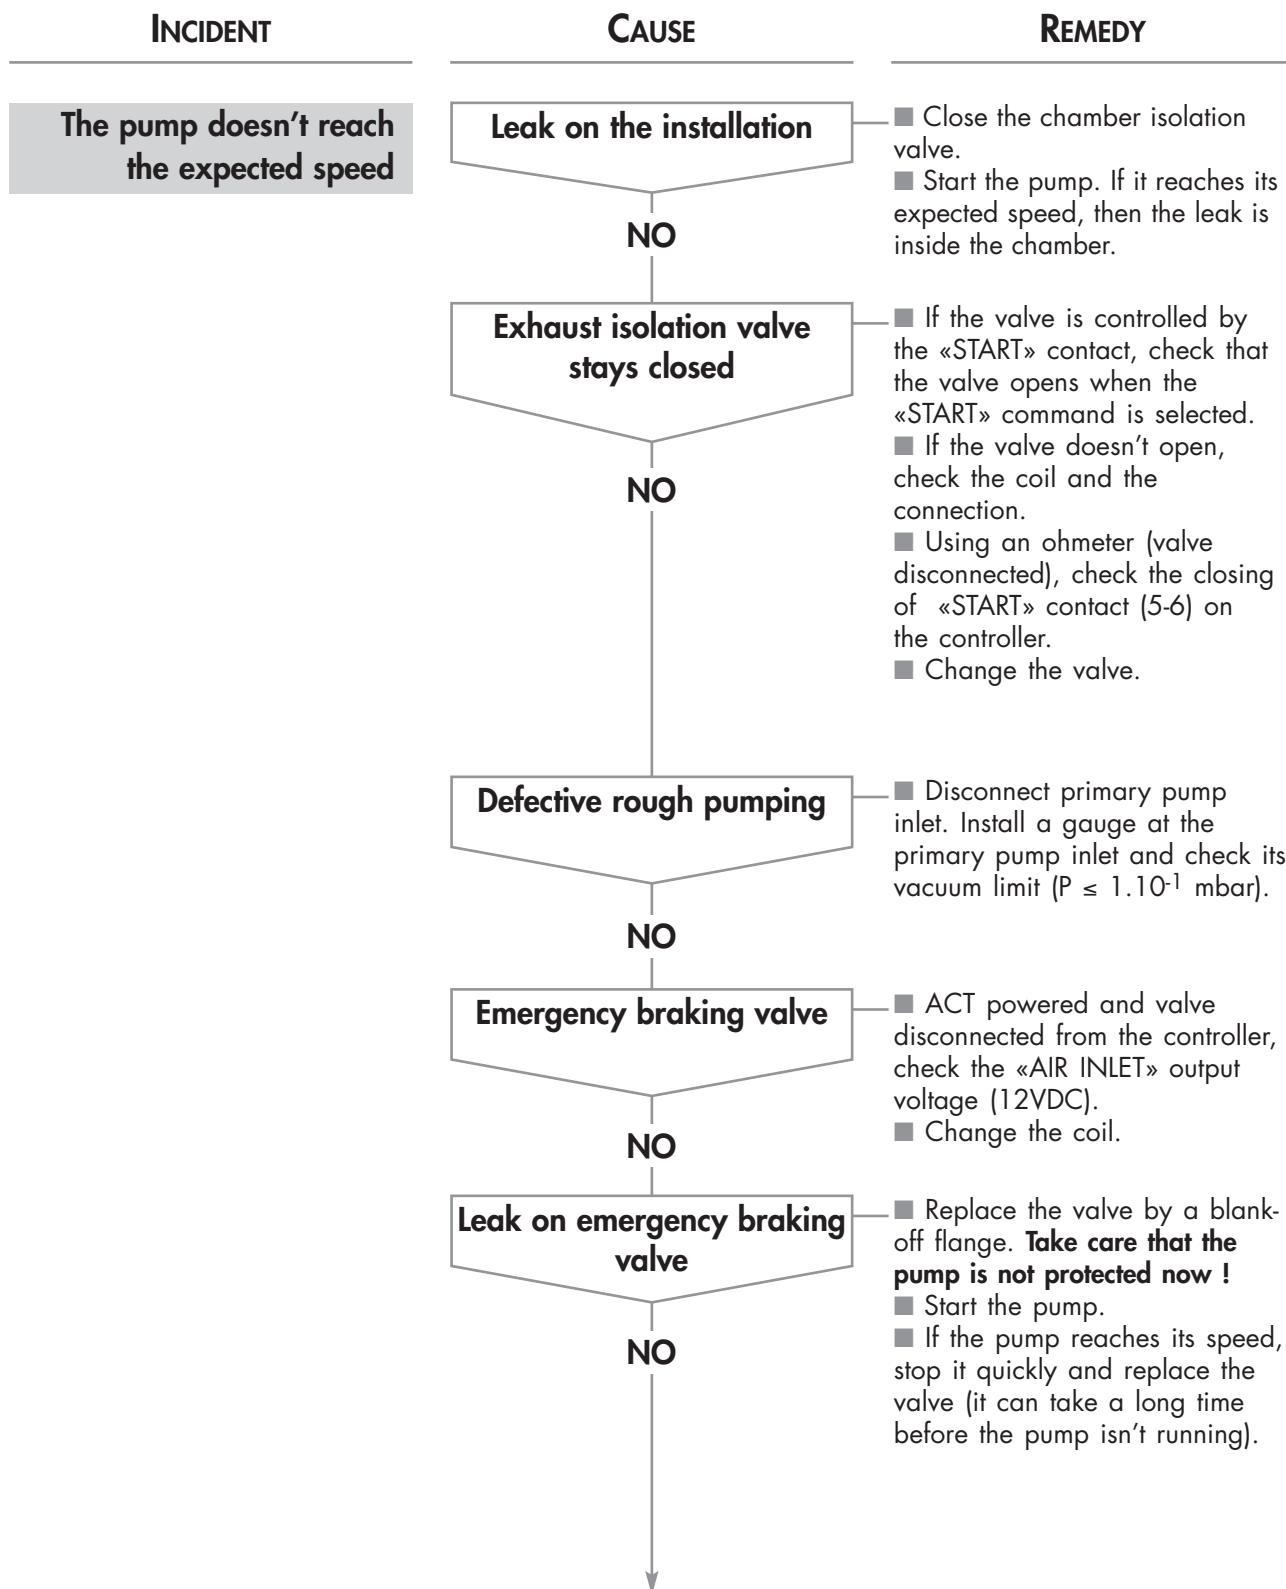 INCIDENT
CAUSE
REMEDY
The pump doesn't reach
the expected speed
Leak on the installation
■ Close the chamber isolation
valve.
■ Start the pump. If it reaches its
expected speed, then the leak is
inside the chamber.
NO
Exhaust isolation valve
stays closed
■ If the valve is controlled by
the «START» contact, check that
the valve opens when the
«START» command is selected.
■ If the valve doesn't open,
check the coil and the
connection.
■ Using an ohmeter (valve
disconnected), check the closing
of «START» contact (5-6) on
the controller.
■ Change the valve.
NO
Defective rough pumping
■ Disconnect primary pump
inlet. Install a gauge at the
primary pump inlet and check its
vacuum limit (P ≤ 1.10⁻¹ mbar).
NO
Emergency braking valve
■ ACT powered and valve
disconnected from the controller,
check the «AIR INLET» output
voltage (12VDC).
■ Change the coil.
NO
Leak on emergency braking
valve
■ Replace the valve by a blank-
off flange. Take care that the
pump is not protected now !
■ Start the pump.
■ If the pump reaches its speed,
stop it quickly and replace the
valve (it can take a long time
before the pump isn't running).
NO